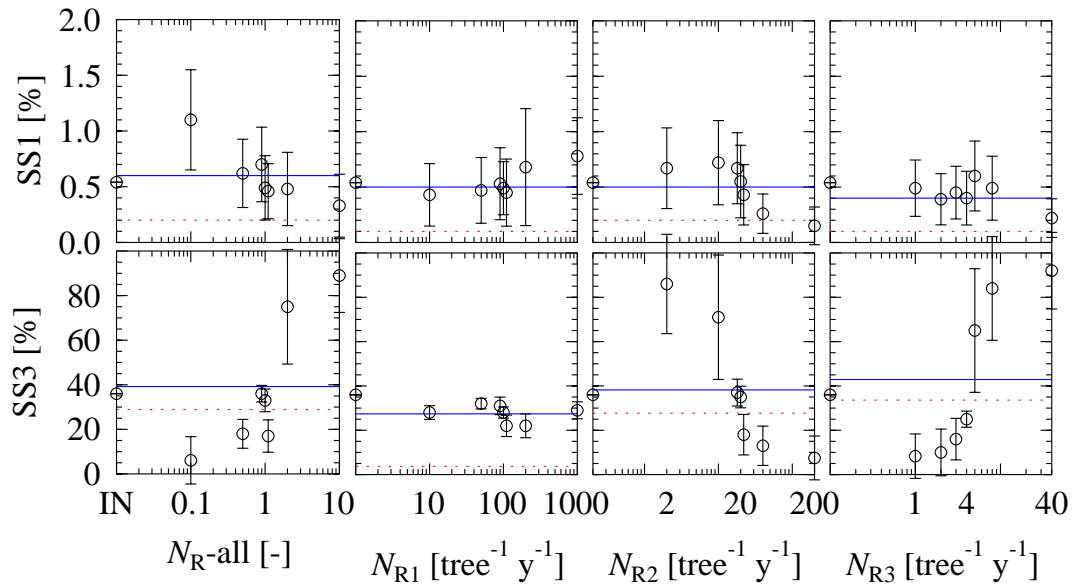 2.0
1.5
1.0
0.5
0.0
SS1 [%]
80
60
40
20
0
SS3 [%]
IN 0.1 1 10 10 100 1000 2 20 200 1 4 40
N_R-all [-]
N_R1 [tree^-1 y^-1]
N_R2 [tree^-1 y^-1]
N_R3 [tree^-1 y^-1]